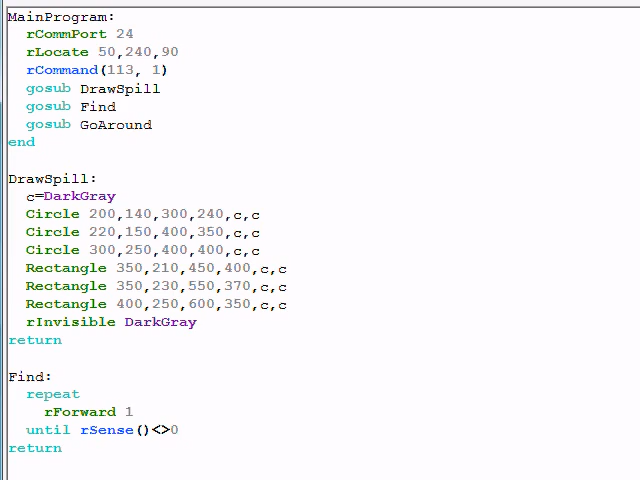 MainProgram:
  rCommPort 24
  rLocate 50,240,90
  rCommand(113, 1)
  gosub DrawSpill
  gosub Find
  gosub GoAround
end

DrawSpill:
  c=DarkGray
  Circle 200,140,300,240,c,c
  Circle 220,150,400,350,c,c
  Circle 300,250,400,400,c,c
  Rectangle 350,210,450,400,c,c
  Rectangle 350,230,550,370,c,c
  Rectangle 400,250,600,350,c,c
  rInvisible DarkGray
return

Find:
  repeat
    rForward 1
  until rSense()<>0
return